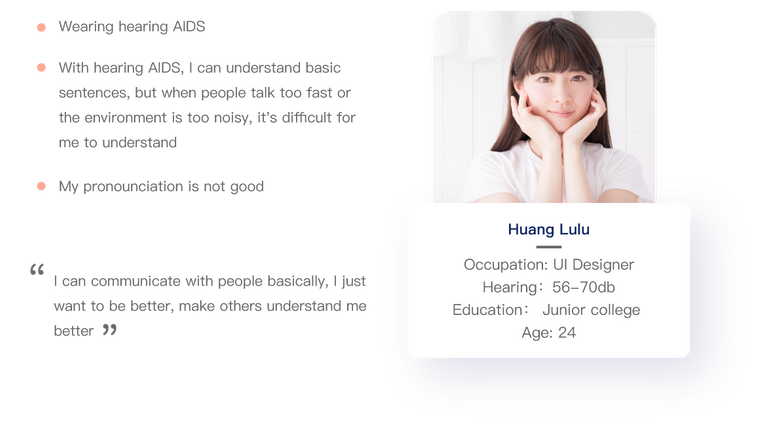 Wearing hearing AIDS
With hearing AIDS, I can understand basic
sentences, but when people talk too fast or
the environment is too noisy, it's difficult for
me to understand
My pronounciation is not good
“ I can communicate with people basically, I just
want to be better, make others understand me
better ”
Huang Lulu
Occupation: UI Designer
Hearing：56-70db
Education： Junior college
Age: 24